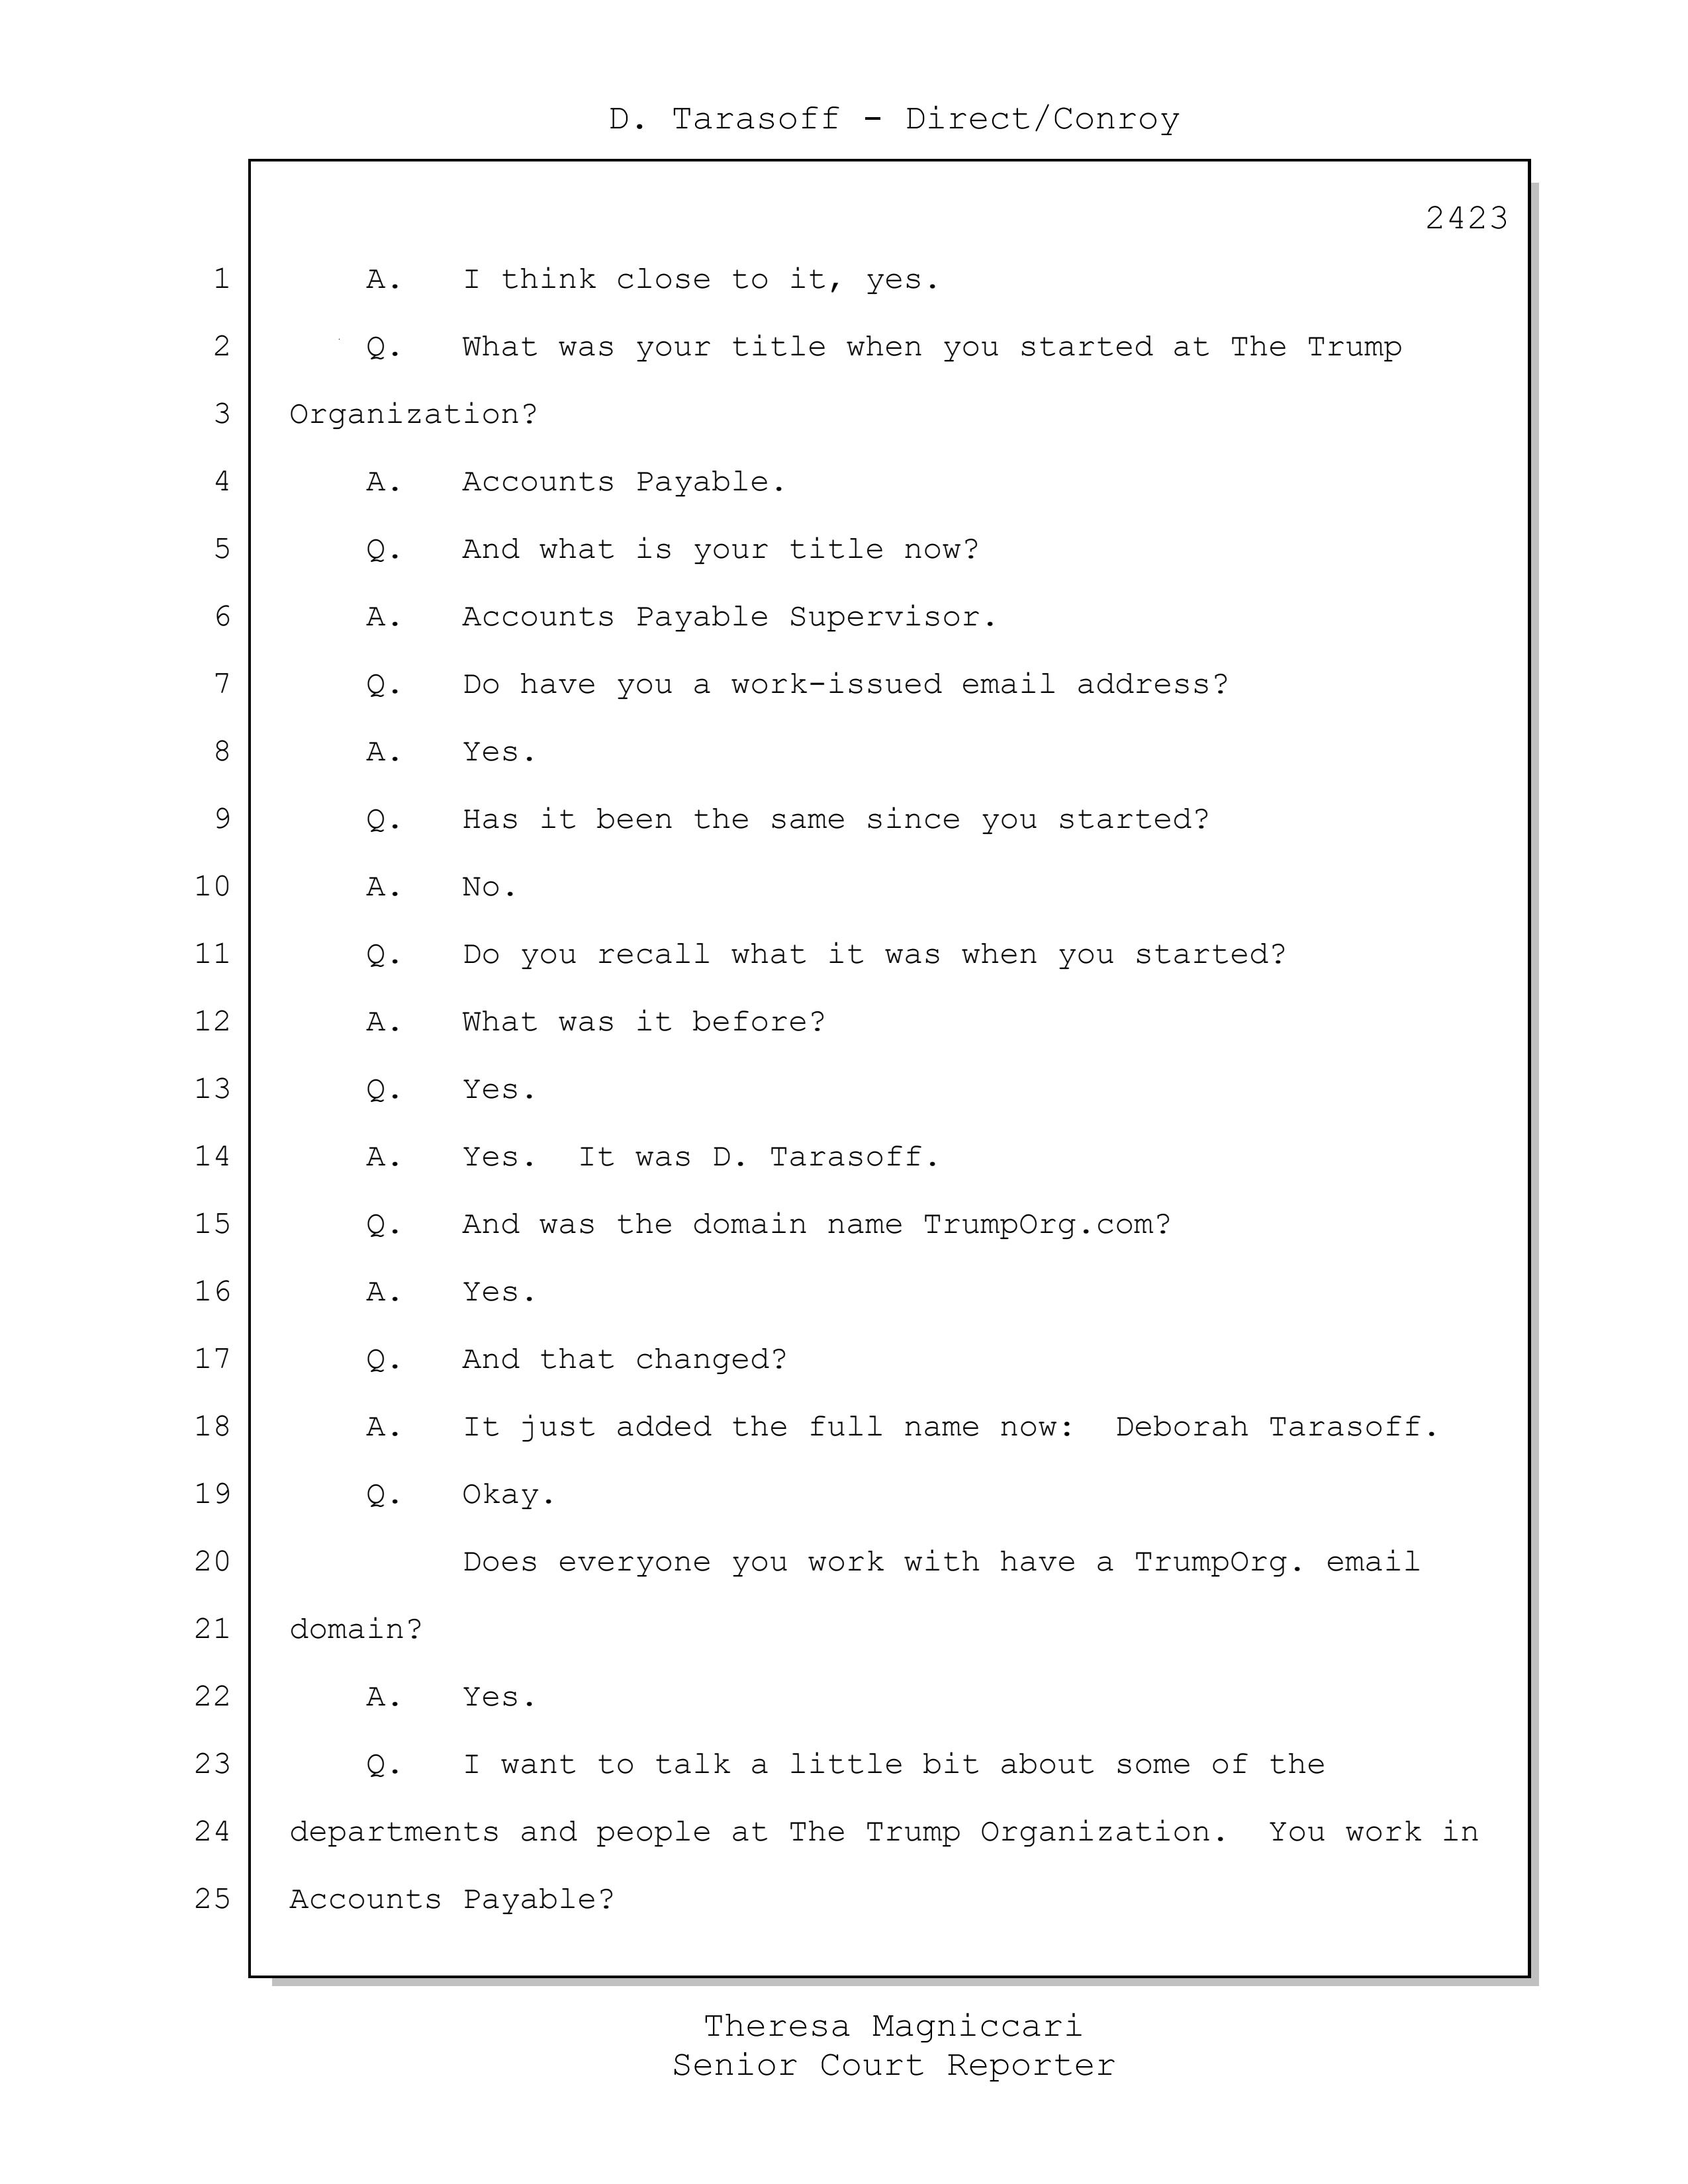 D. Tarasoff - Direct/Conroy
2423
1 A. I think close to it, yes.
2 Q. What was your title when you started at The Trump
3 Organization?
4 A. Accounts Payable.
5 Q. And what is your title now?
6 A. Accounts Payable Supervisor.
7 Q. Do have you a work-issued email address?
8 A. Yes.
9 Q. Has it been the same since you started?
10 A. No.
11 Q. Do you recall what it was when you started?
12 A. What was it before?
13 Q. Yes.
14 A. Yes. It was D. Tarasoff.
15 Q. And was the domain name TrumpOrg.com?
16 A. Yes.
17 Q. And that changed?
18 A. It just added the full name now: Deborah Tarasoff.
19 Q. Okay.
20 Does everyone you work with have a TrumpOrg. email
21 domain?
22 A. Yes.
23 Q. I want to talk a little bit about some of the
24 departments and people at The Trump Organization. You work in
25 Accounts Payable?
Theresa Magniccari
Senior Court Reporter